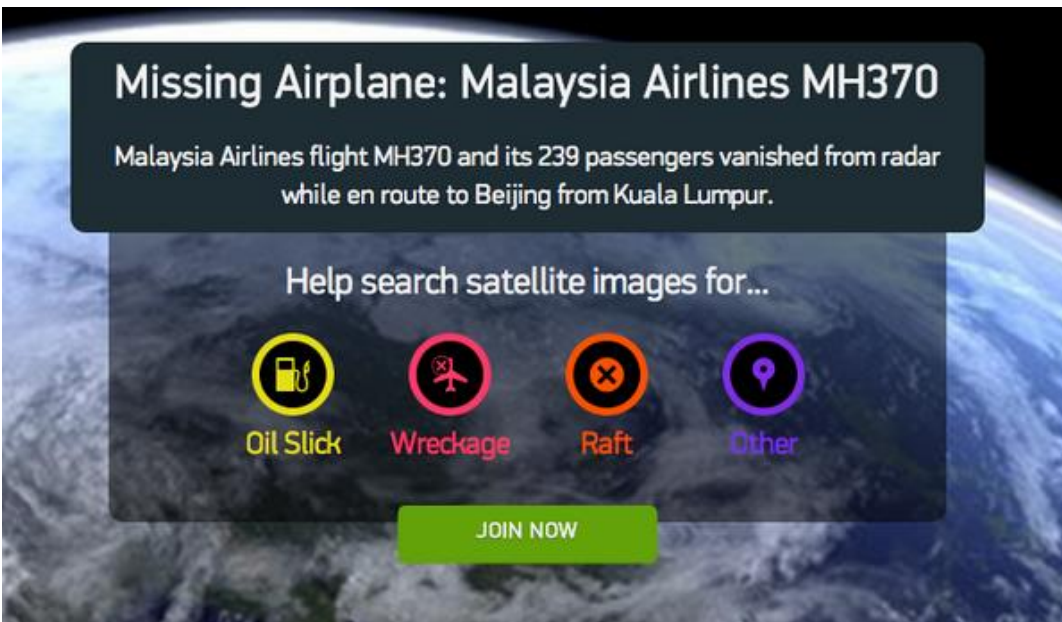 Missing Airplane: Malaysia Airlines MH370
Malaysia Airlines flight MH370 and its 239 passengers vanished from radar
while en route to Beijing from Kuala Lumpur.
Help search satellite images for...
Oil Slick Wreckage Raft Other
JOIN NOW